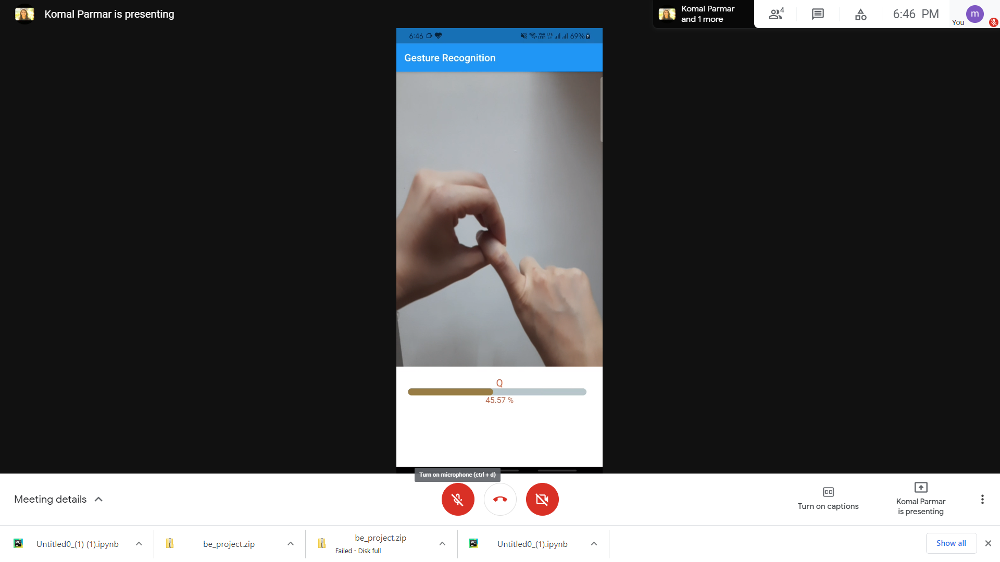 Komal Parmar is presenting
Komal Parmar
and 1 more
4
6:46 PM
You
m
6:46
69%
Gesture Recognition
Q
45.57 %
Turn on microphone (ctrl + d)
Meeting details
Turn on captions
Komal Parmar
is presenting
Untitled0_(1) (1).ipynb
be_project.zip
be_project.zip
Failed - Disk full
Untitled0_(1).ipynb
Show all